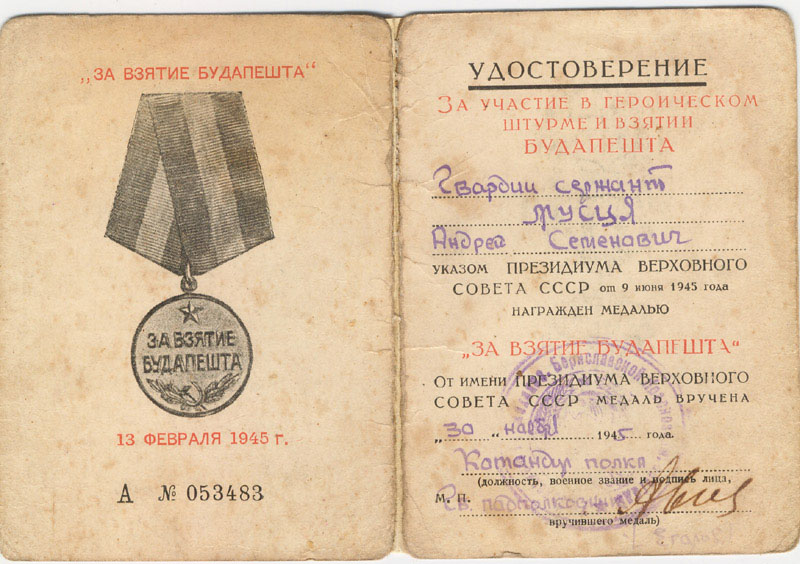 „ЗА ВЗЯТИЕ БУДАПЕШТА“
ЗА ВЗЯТИЕ
БУДАПЕШТА
13 ФЕВРАЛЯ 1945 г.
А № 053483
УДОСТОВЕРЕНИЕ
ЗА УЧАСТИЕ В ГЕРОИЧЕСКОМ
ШТУРМЕ И ВЗЯТИИ
БУДАПЕШТА
Гвардии сержант
Мусця
Андрей Семенович
УКАЗОМ ПРЕЗИДИУМА ВЕРХОВНОГО
СОВЕТА СССР от 9 июня 1945 года
НАГРАЖДЕН МЕДАЛЬЮ
„ЗА ВЗЯТИЕ БУДАПЕШТА“
ОТ ИМЕНИ ПРЕЗИДИУМА ВЕРХОВНОГО
СОВЕТА СССР МЕДАЛЬ ВРУЧЕНА
„30“ 1945 года.
Командир полка
(должность, военное звание и подпись лица,
М. П.
Гв. подполковник
вручившего медаль)